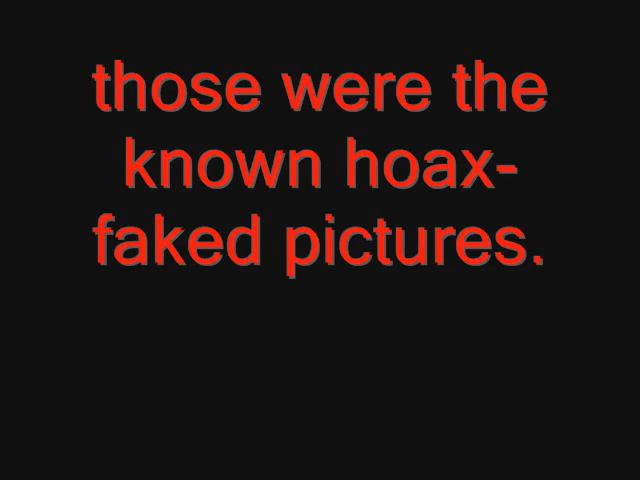 those were the
known hoax-
faked pictures.